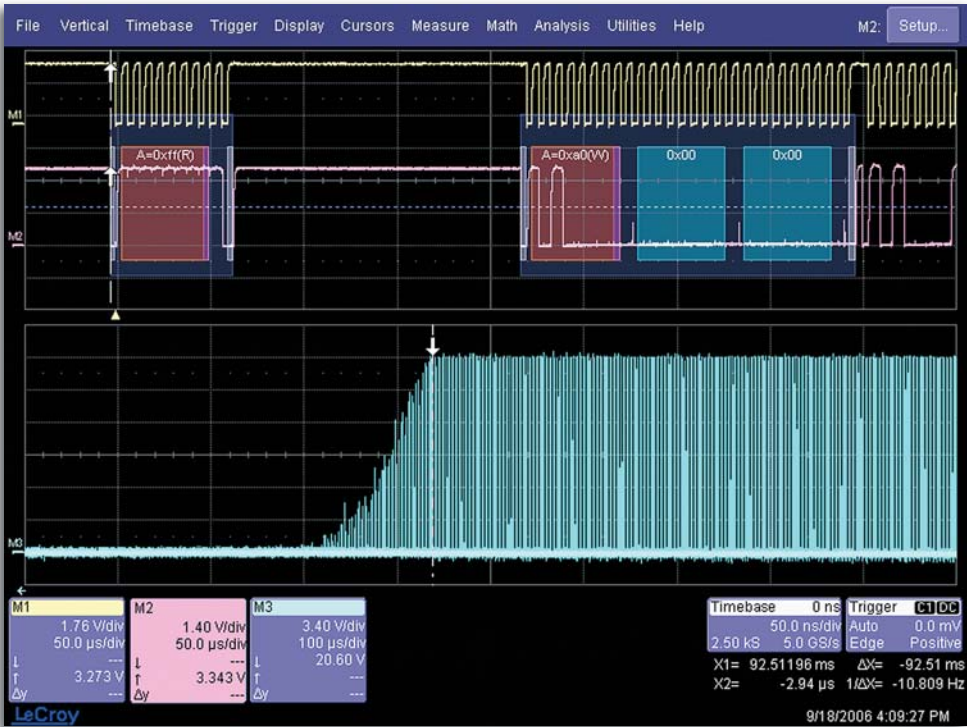 File Vertical Timebase Trigger Display Cursors Measure Math Analysis Utilities Help M2: Setup...
M1
A=0xff(R) A=0xa0(W) 0x00 0x00
M2
M3
M1 M2 M3
1.76 V/div 1.40 V/div 3.40 V/div
50.0 µs/div 50.0 µs/div 100 µs/div
--- --- 20.60 V
3.273 V 3.343 V ---
Δy --- Δy --- Δy ---
Timebase 0 ns Trigger C1 DC
50.0 ns/div Auto 0.0 mV
2.50 kS 5.0 GS/s Edge Positive
X1= 92.51196 ms ΔX= -92.51 ms
X2= -2.94 µs 1/ΔX= -10.809 Hz
LeCroy 9/18/2006 4:09:27 PM